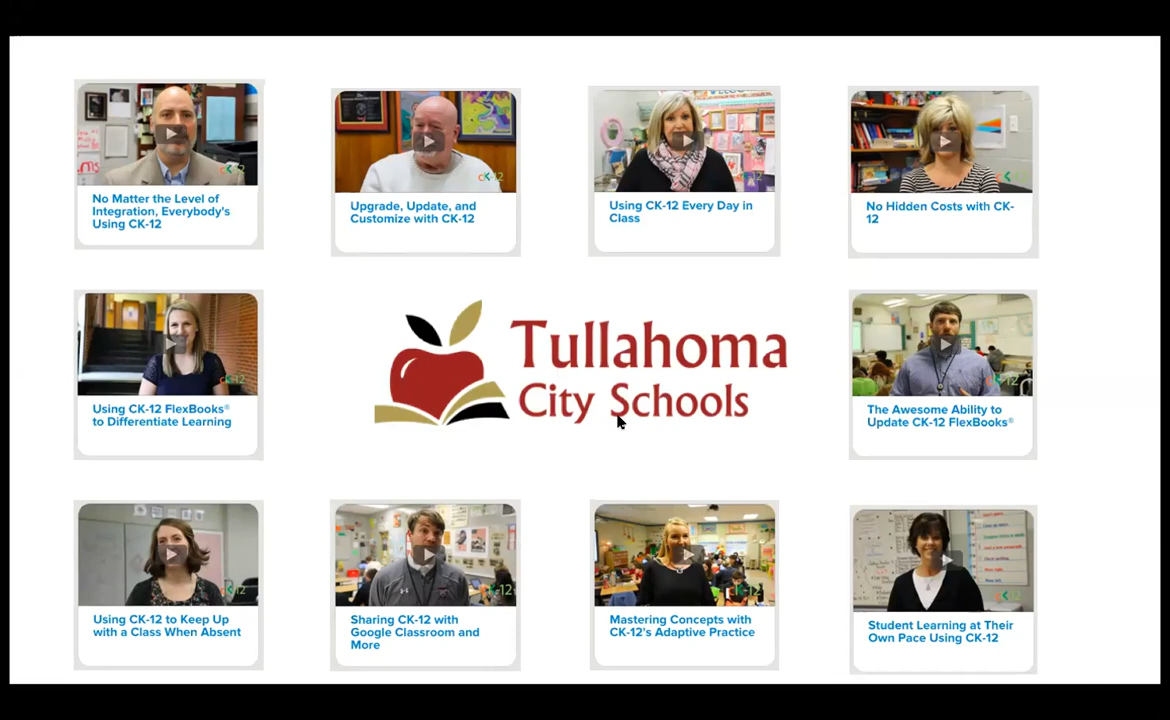 No Matter the Level of
Integration, Everybody's
Using CK-12
Upgrade, Update, and
Customize with CK-12
Using CK-12 Every Day in
Class
No Hidden Costs with CK-
12
Using CK-12 FlexBooks®
to Differentiate Learning
Tullahoma
City Schools
The Awesome Ability to
Update CK-12 FlexBooks®
Using CK-12 to Keep Up
with a Class When Absent
Sharing CK-12 with
Google Classroom and
More
Mastering Concepts with
CK-12's Adaptive Practice
Student Learning at Their
Own Pace Using CK-12